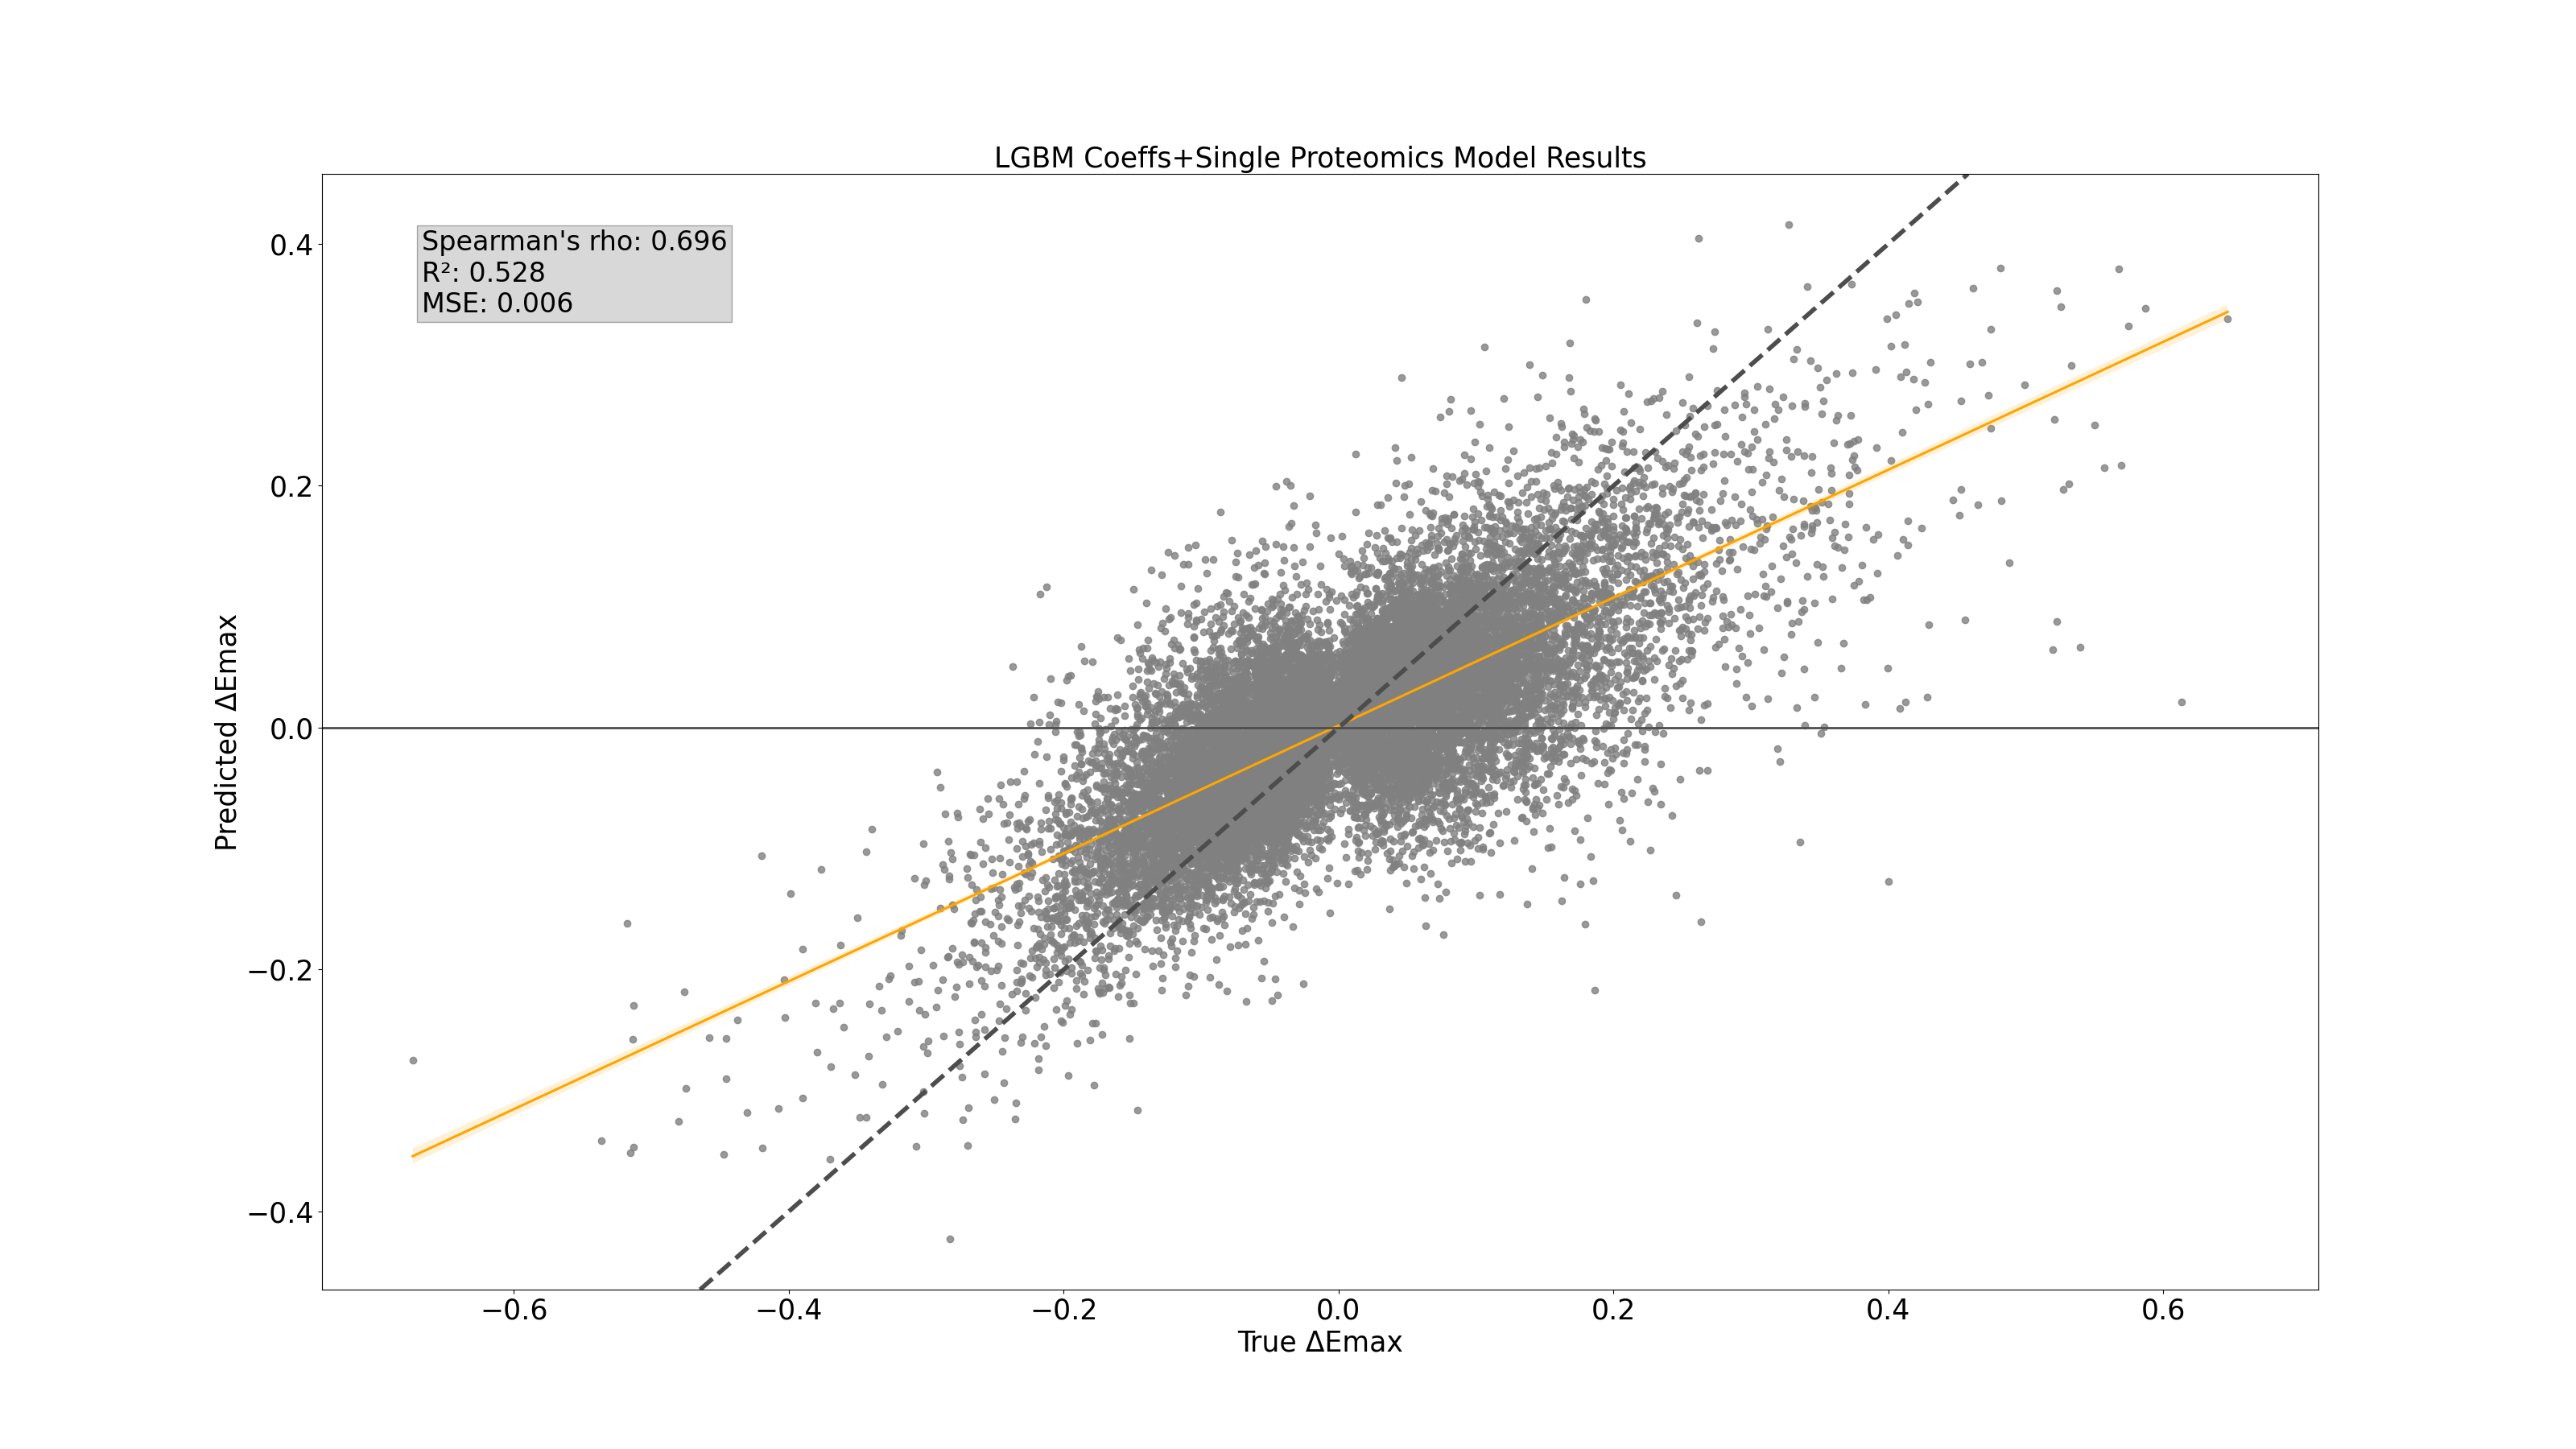 LGBM Coeffs+Single Proteomics Model Results
Spearman's rho: 0.696
R²: 0.528
MSE: 0.006
0.4
0.2
0.0
−0.2
−0.4
Predicted ΔEmax
−0.6
−0.4
−0.2
0.0
0.2
0.4
0.6
True ΔEmax